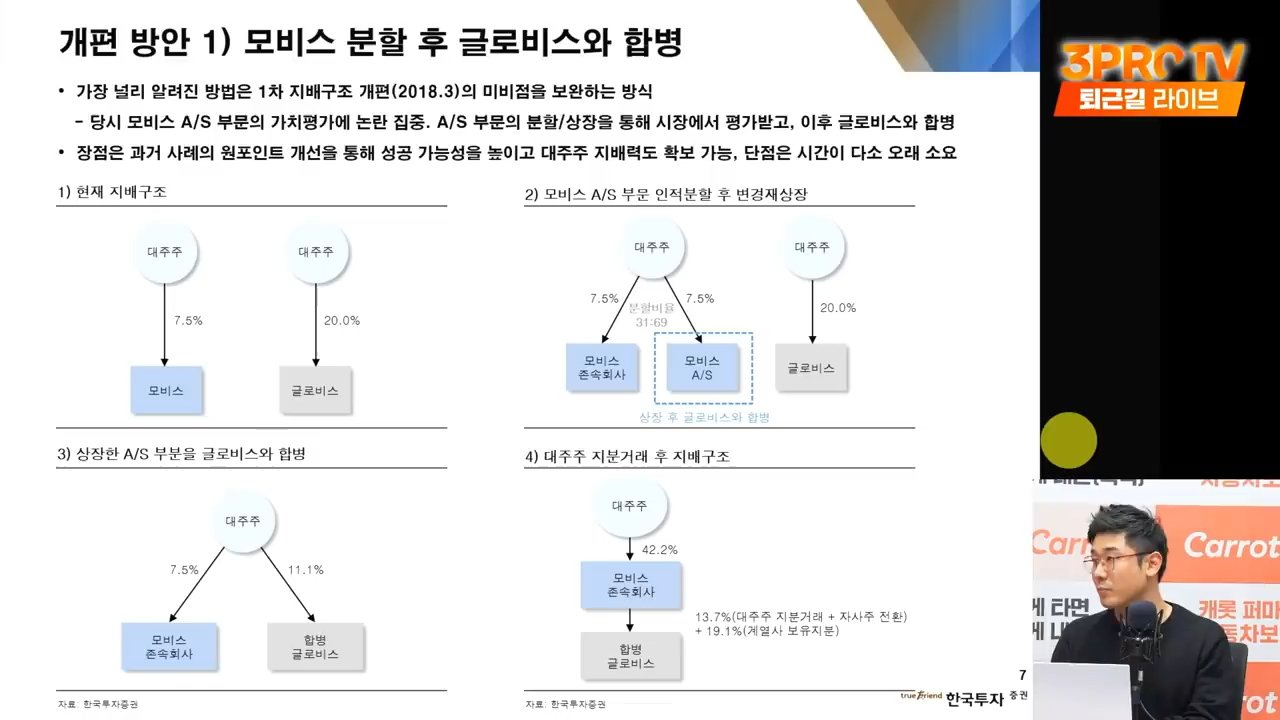 개편 방안 1) 모비스 분할 후 글로비스와 합병
• 가장 널리 알려진 방법은 1차 지배구조 개편(2018.3)의 미비점을 보완하는 방식
- 당시 모비스 A/S 부문의 가치평가에 논란 집중. A/S 부문의 분할/상장을 통해 시장에서 평가받고, 이후 글로비스와 합병
• 장점은 과거 사례의 원포인트 개선을 통해 성공 가능성을 높이고 대주주 지배력도 확보 가능, 단점은 시간이 다소 오래 소요
1) 현재 지배구조
대주주
대주주
7.5%
20.0%
모비스
글로비스
2) 모비스 A/S 부문 인적분할 후 변경재상장
대주주
대주주
7.5%
7.5%
분할비율
31:69
20.0%
모비스
존속회사
모비스
A/S
글로비스
상장 후 글로비스와 합병
3) 상장한 A/S 부분을 글로비스와 합병
대주주
7.5%
11.1%
모비스
존속회사
합병
글로비스
4) 대주주 지분거래 후 지배구조
대주주
42.2%
모비스
존속회사
13.7%(대주주 지분거래 + 자사주 전환)
+ 19.1%(계열사 보유지분)
합병
글로비스
자료: 한국투자증권
자료: 한국투자증권
7
true Friend 한국투자 증권
3PRO TV
퇴근길 라이브
Carr
Carrot
게 타면
게 내
캐롯 퍼마
동차보
rot